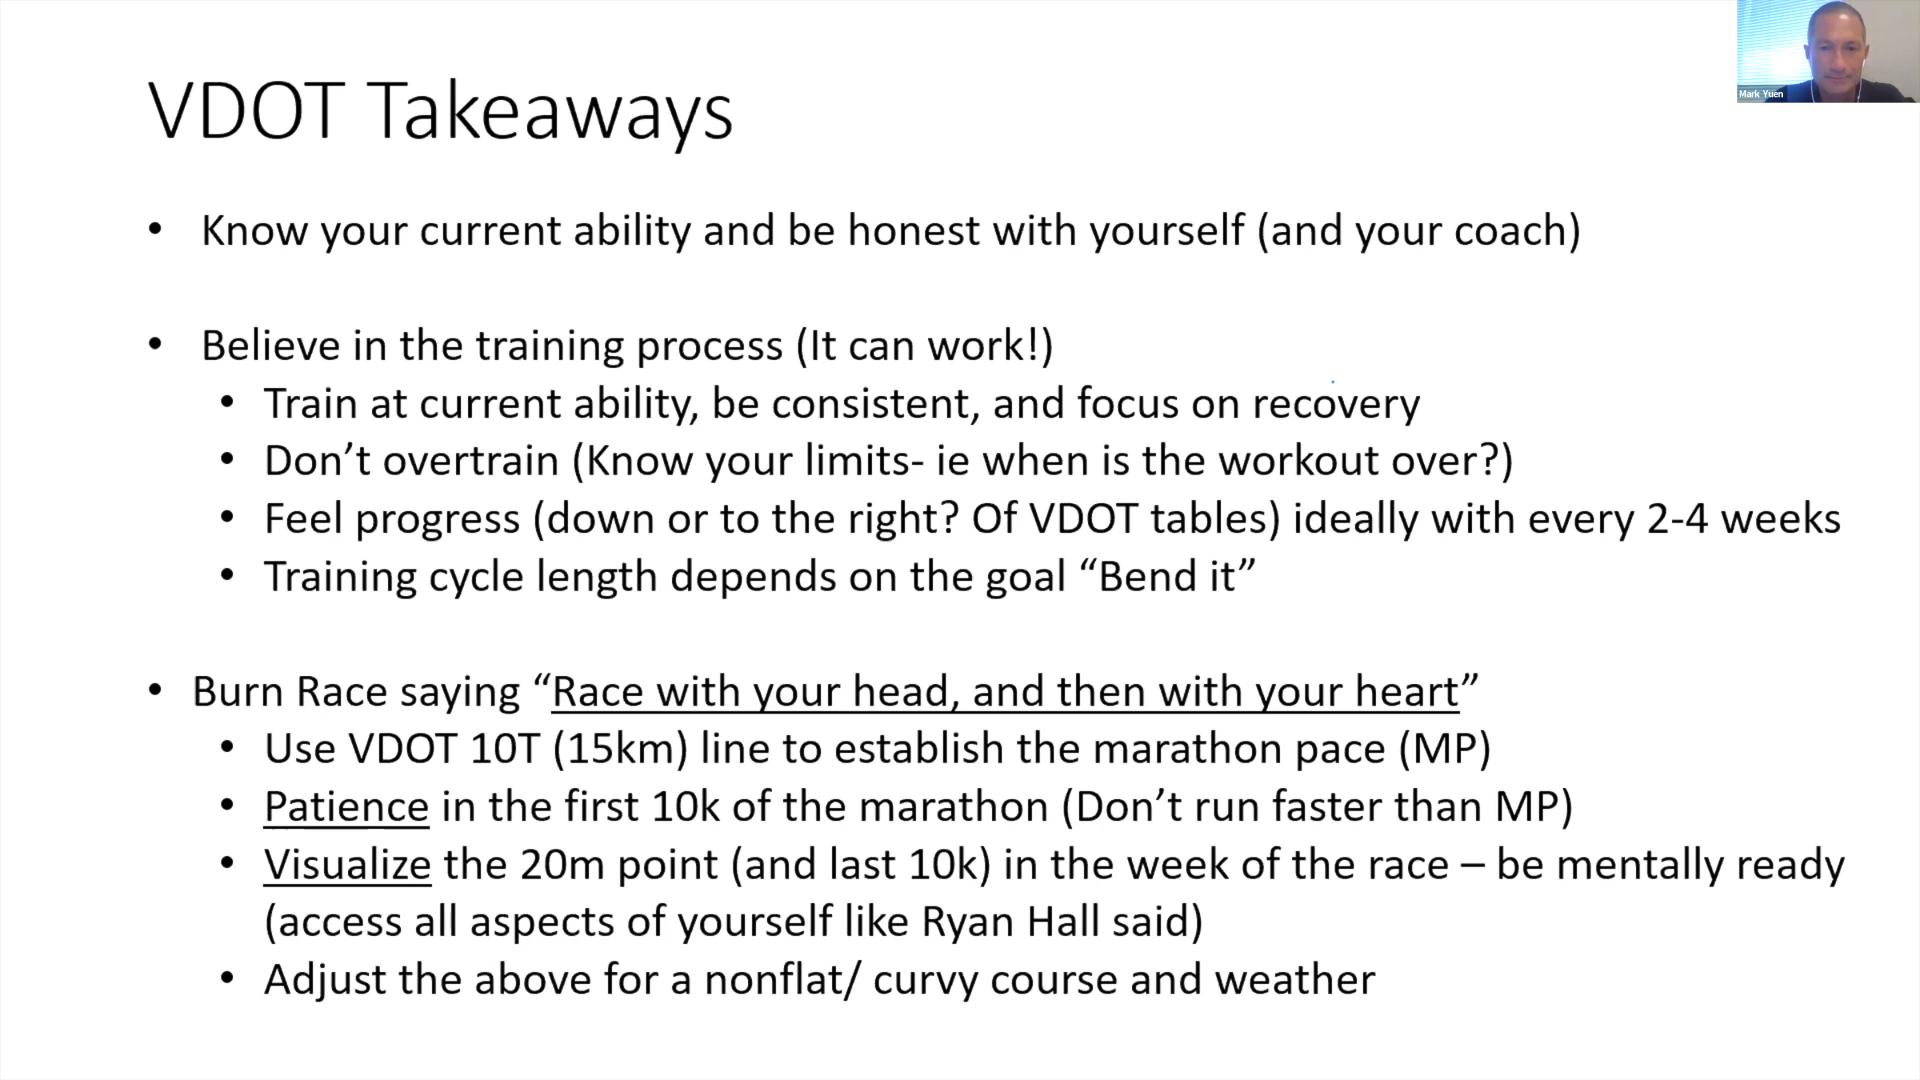 Mark Yuen
VDOT Takeaways
• Know your current ability and be honest with yourself (and your coach)
• Believe in the training process (It can work!)
• Train at current ability, be consistent, and focus on recovery
• Don’t overtrain (Know your limits- ie when is the workout over?)
• Feel progress (down or to the right? Of VDOT tables) ideally with every 2-4 weeks
• Training cycle length depends on the goal “Bend it”
• Burn Race saying “Race with your head, and then with your heart”
• Use VDOT 10T (15km) line to establish the marathon pace (MP)
• Patience in the first 10k of the marathon (Don’t run faster than MP)
• Visualize the 20m point (and last 10k) in the week of the race – be mentally ready
(access all aspects of yourself like Ryan Hall said)
• Adjust the above for a nonflat/ curvy course and weather